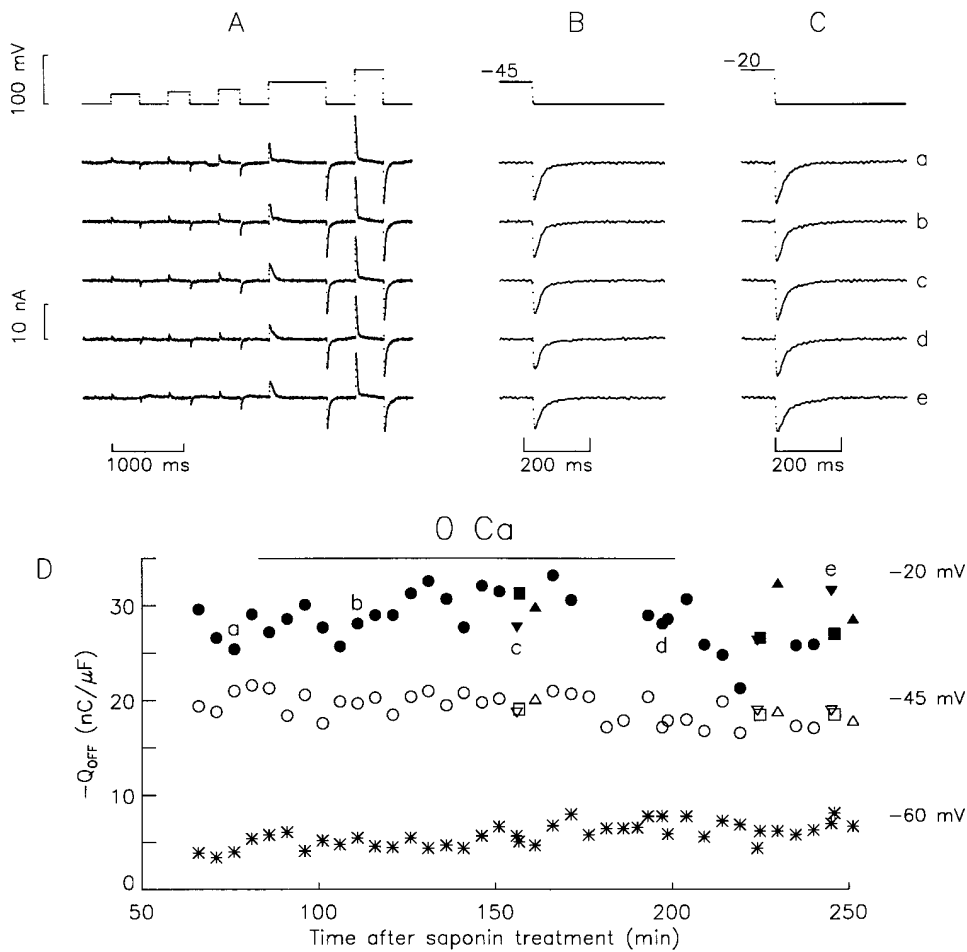 A B C
100 mV
-45
-20
a
b
c
d
e
10 nA
1000 ms
200 ms
200 ms
D
O Ca
-20 mV
-45 mV
-60 mV
a
b
c
d
e
-Q_OFF (nC/μF)
30
20
10
0
50 100 150 200 250
Time after saponin treatment (min)